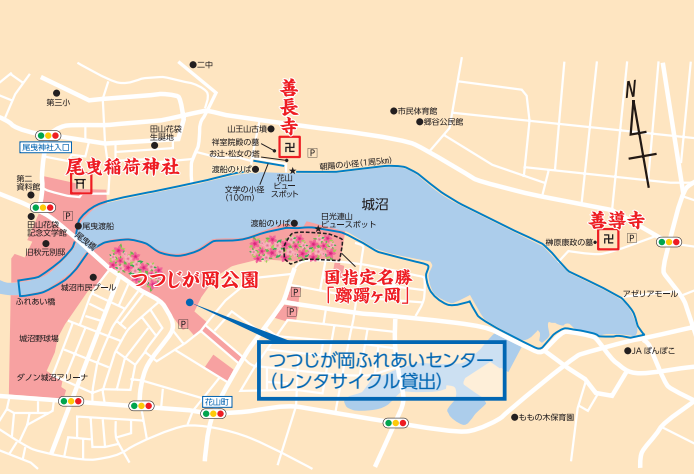 二中
第三小
善長寺
市民体育館
郷谷公民館
N
田山花袋
生誕地
山王山古墳
尾曳神社入口
祥室院殿の墓
お辻・松女の塔
P
尾曳稲荷神社
渡船のりば
朝陽の小径(1周5km)
花山
ビュー
スポット
文学の小径
(100m)
第二
資料館
城沼
善導寺
P
尾曳渡船
渡船のりば
日光連山
ビュースポット
田山花袋
記念文学館
尾曳橋
榊原康政の墓
P
旧秋元別邸
つつじが岡公園
国指定名勝
「躑躅ヶ岡」
城沼市民プール
アゼリアモール
ふれあい橋
P
P
P
城沼野球場
つつじが岡ふれあいセンター
(レンタサイクル貸出)
JA ぽんぽこ
ダノン城沼アリーナ
花山町
ももの木保育園